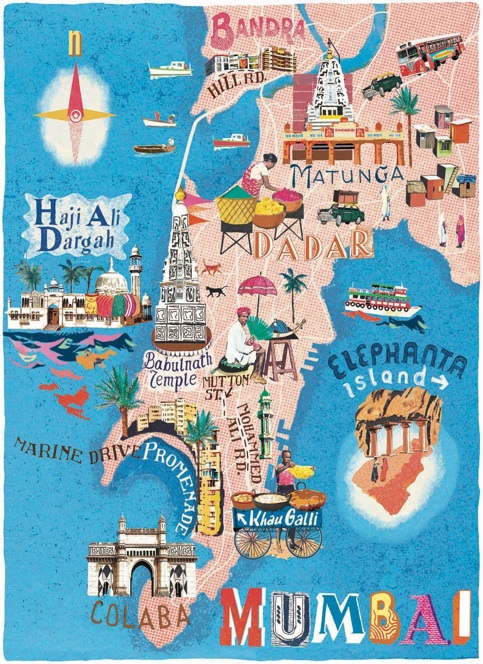 BANDRA
n
HILL RD.
MATUNGA
Haji Ali
Dargah
DADAR
ELEPHANTA
island →
Babulnath
Temple
MUTTON
ST.
MOHAMMED
ALI RD.
MARINE DRIVE PROMENADE
Khau Galli
COLABA
MUMBAI